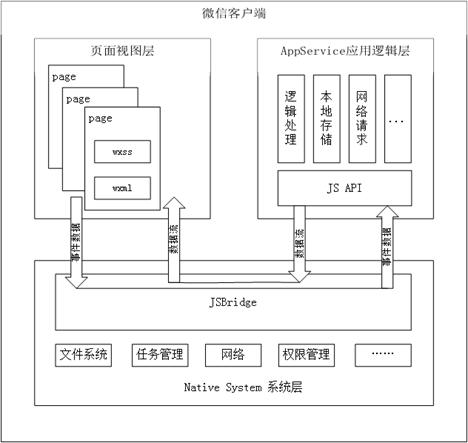 微信客户端
页面视图层
page
page
page
wxss
wxml
AppService应用逻辑层
逻辑处理
本地存储
网络请求
...
JS API
事件数据
数据流
数据流
事件数据
JSBridge
文件系统
任务管理
网络
权限管理
……
Native System 系统层